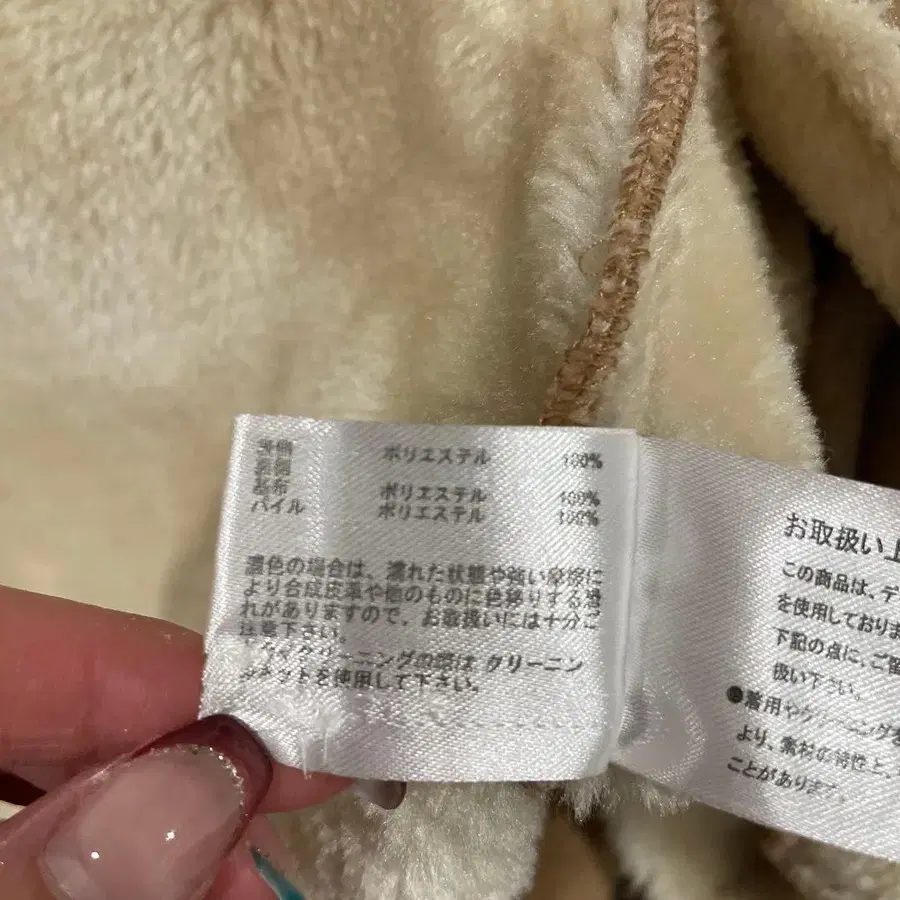 表側 ポリエステル 100%
裏側
基布 ポリエステル 100%
パイル ポリエステル 100%
濃色の場合は、濡れた状態や強い摩擦に
より合成皮革や他のものに色移りする恐
れがありますので、お取扱いには十分ご
注意下さい。
ドライクリーニングの際は クリーニン
グネットを使用して下さい。
お取扱い上
この商品は、デ
を使用しており
下記の点に、ご留
扱い下さい。
●着用やクリーニングを
より、素材の特性上、
ことがあります。